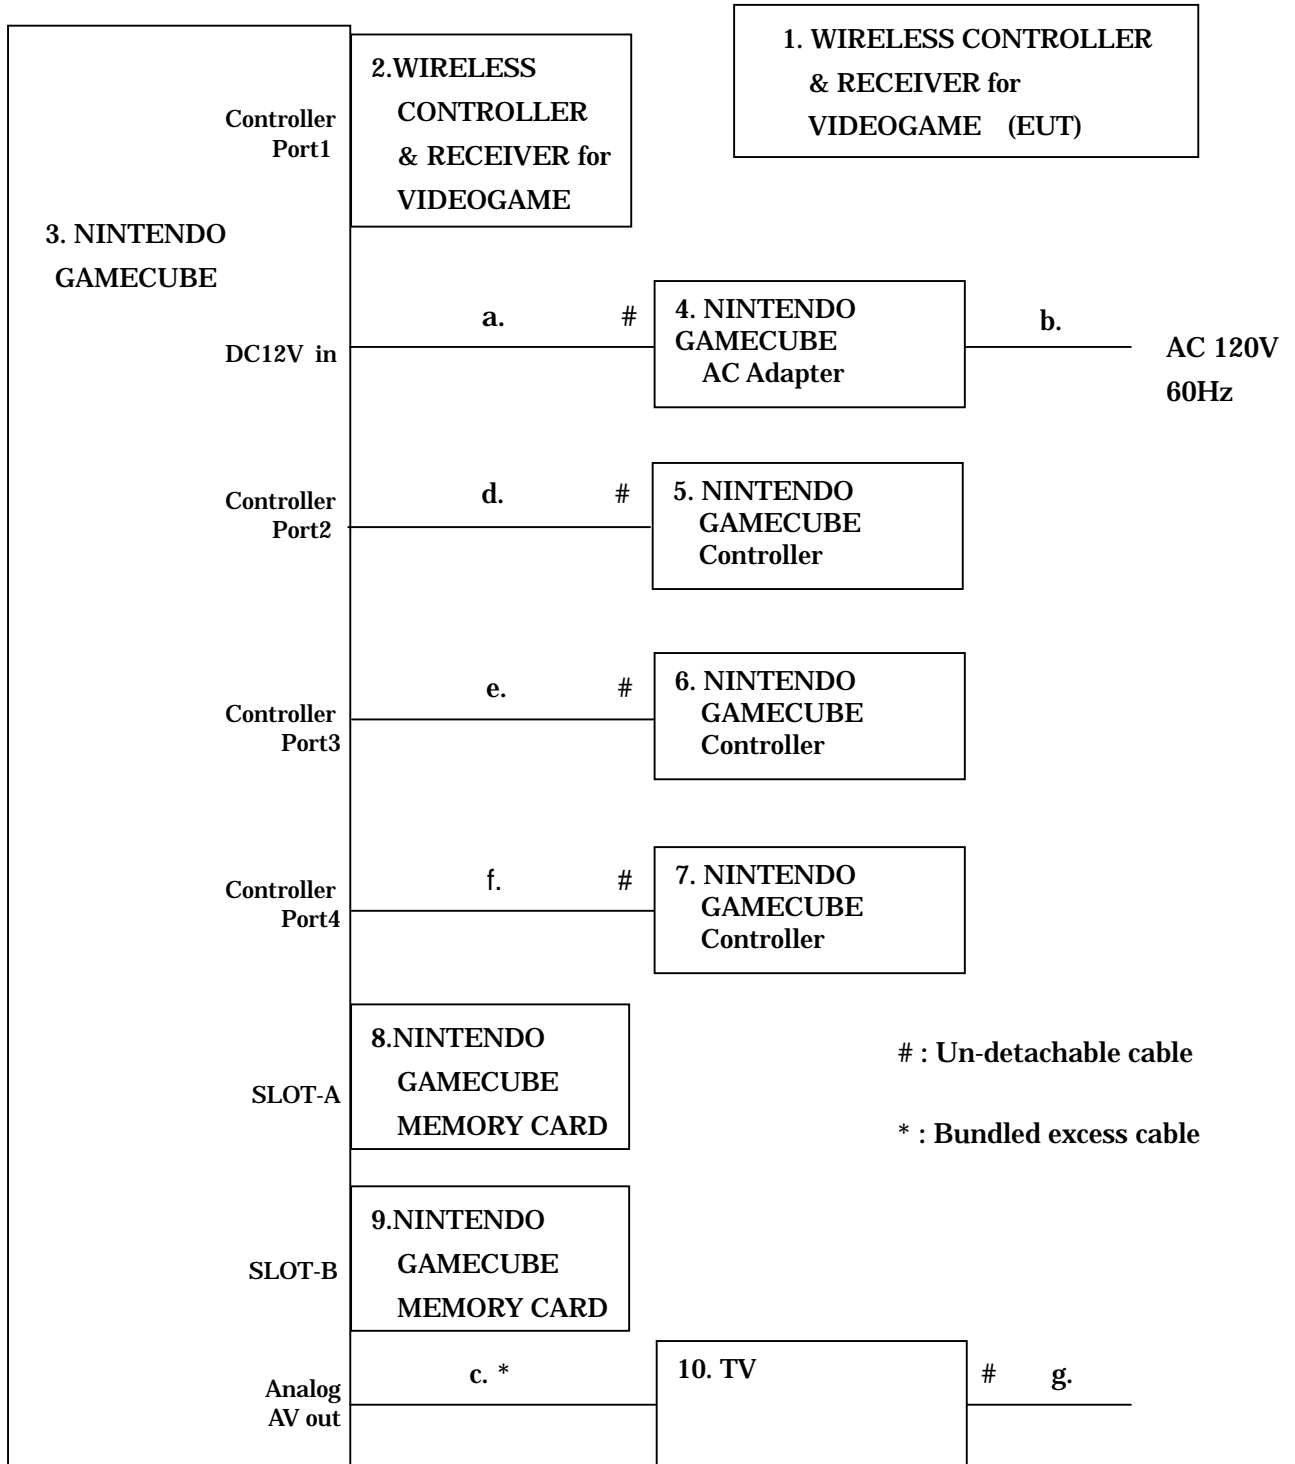 1. WIRELESS CONTROLLER
& RECEIVER for
VIDEOGAME (EUT)
2.WIRELESS
CONTROLLER
& RECEIVER for
VIDEOGAME
Controller
Port1
3. NINTENDO
GAMECUBE
DC12V in
a.
#
4. NINTENDO
GAMECUBE
AC Adapter
b.
AC 120V
60Hz
Controller
Port2
d.
#
5. NINTENDO
GAMECUBE
Controller
Controller
Port3
e.
#
6. NINTENDO
GAMECUBE
Controller
Controller
Port4
f.
#
7. NINTENDO
GAMECUBE
Controller
SLOT-A
8.NINTENDO
GAMECUBE
MEMORY CARD
# : Un-detachable cable
* : Bundled excess cable
SLOT-B
9.NINTENDO
GAMECUBE
MEMORY CARD
Analog
AV out
c. *
10. TV
#
g.